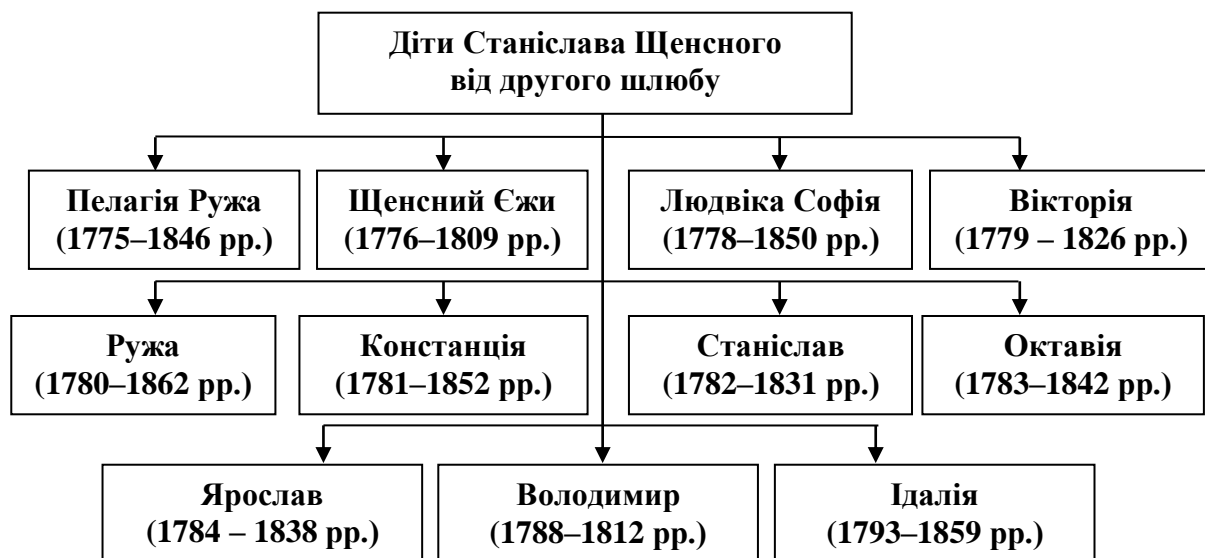 Діти Станіслава Щенсного
від другого шлюбу
Пелагія Ружа
(1775–1846 рр.)
Щенсний Єжи
(1776–1809 рр.)
Людвіка Софія
(1778–1850 рр.)
Вікторія
(1779 – 1826 рр.)
Ружа
(1780–1862 рр.)
Констанція
(1781–1852 рр.)
Станіслав
(1782–1831 рр.)
Октавія
(1783–1842 рр.)
Ярослав
(1784 – 1838 рр.)
Володимир
(1788–1812 рр.)
Ідалія
(1793–1859 рр.)